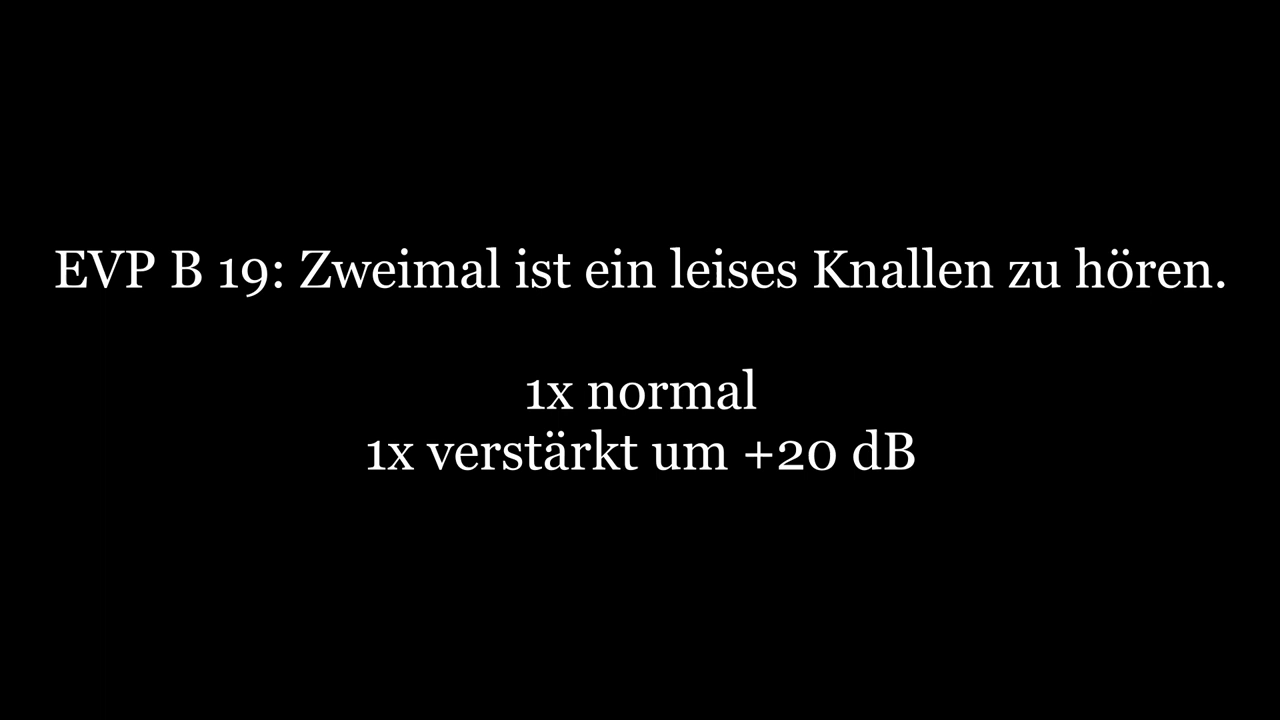 EVP B 19: Zweimal ist ein leises Knallen zu hören.
1x normal
1x verstärkt um +20 dB